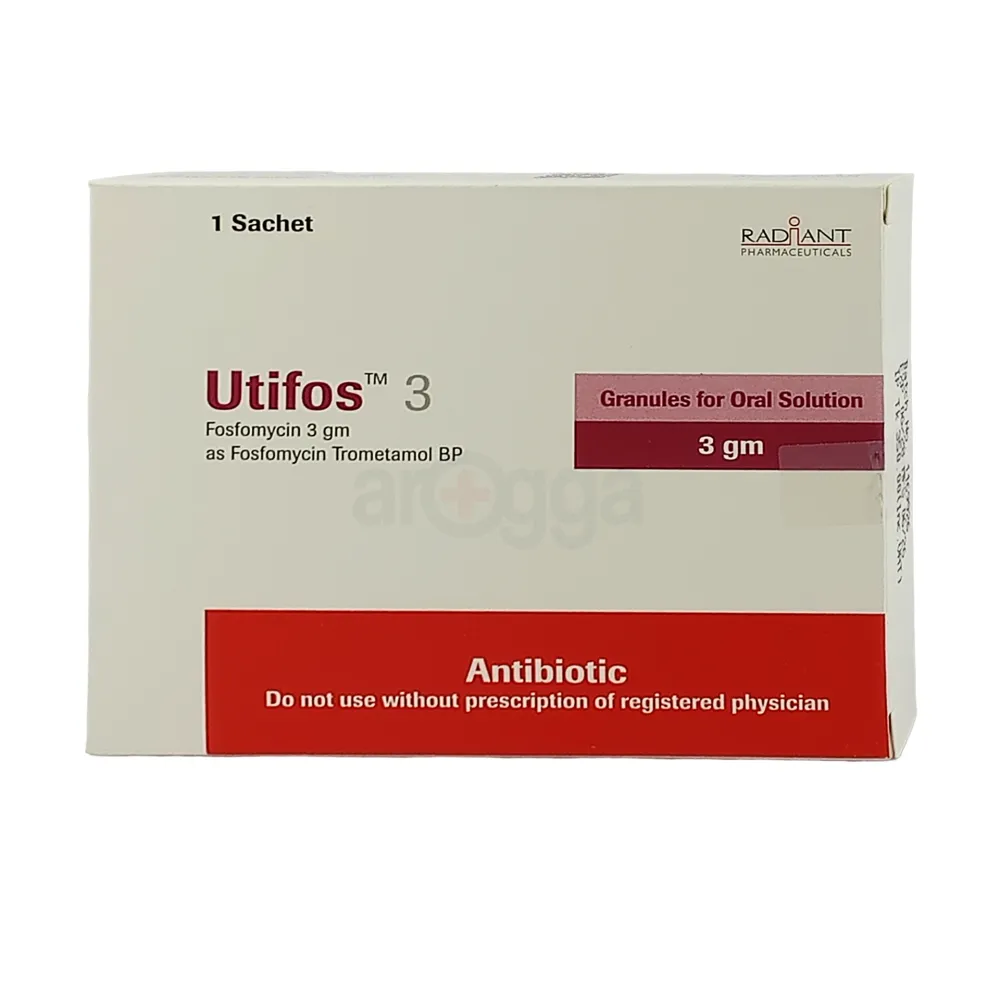 1 Sachet
RADiANT
PHARMACEUTICALS
Utifos™ 3
Fosfomycin 3 gm
as Fosfomycin Trometamol BP
Granules for Oral Solution
3 gm
arogga
Antibiotic
Do not use without prescription of registered physician